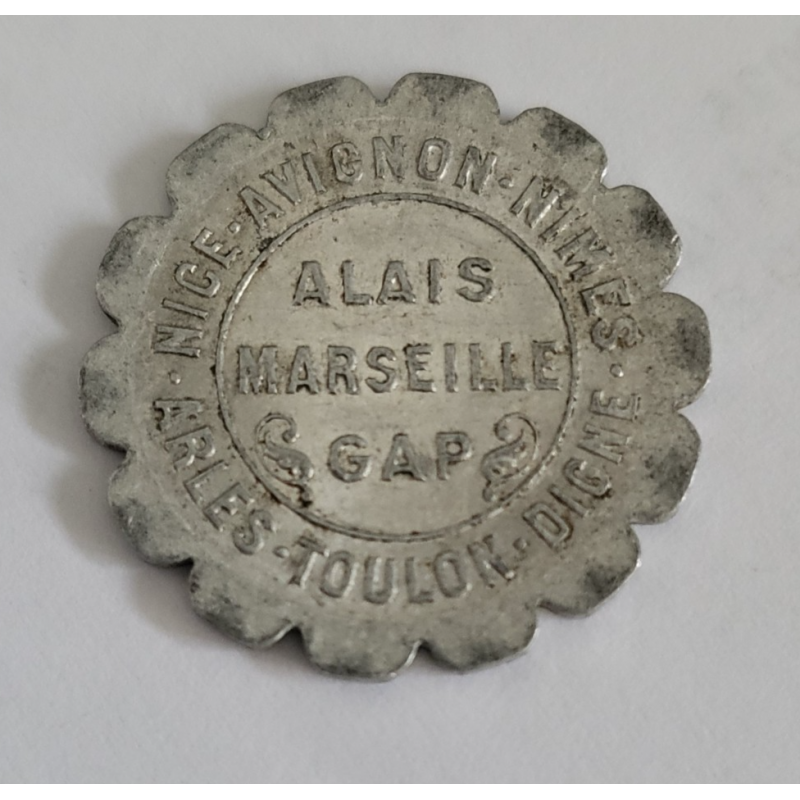 NICE · AVIGNON · NIMES · DIGNE · TOULON · ARLES ·
ALAIS
MARSEILLE
GAP